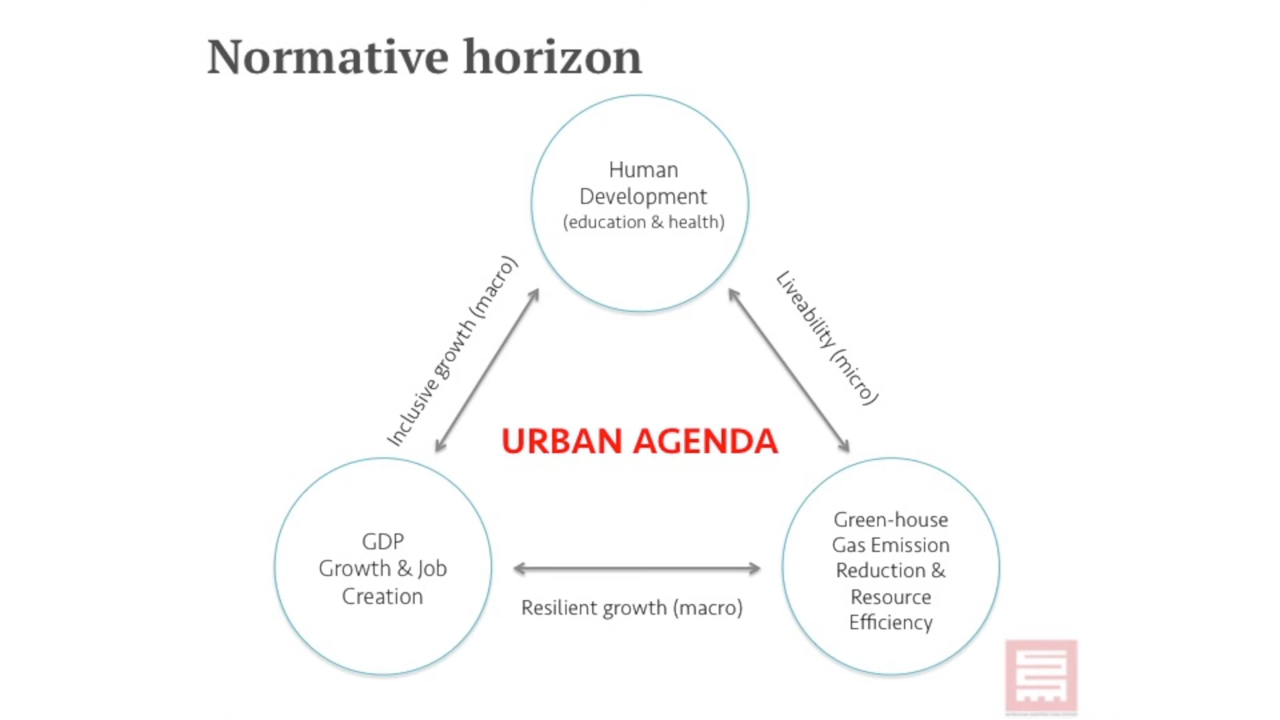 Normative horizon
Human
Development
(education & health)
Inclusive growth (macro)
Liveability (micro)
URBAN AGENDA
GDP
Growth & Job
Creation
Resilient growth (macro)
Green-house
Gas Emission
Reduction &
Resource
Efficiency